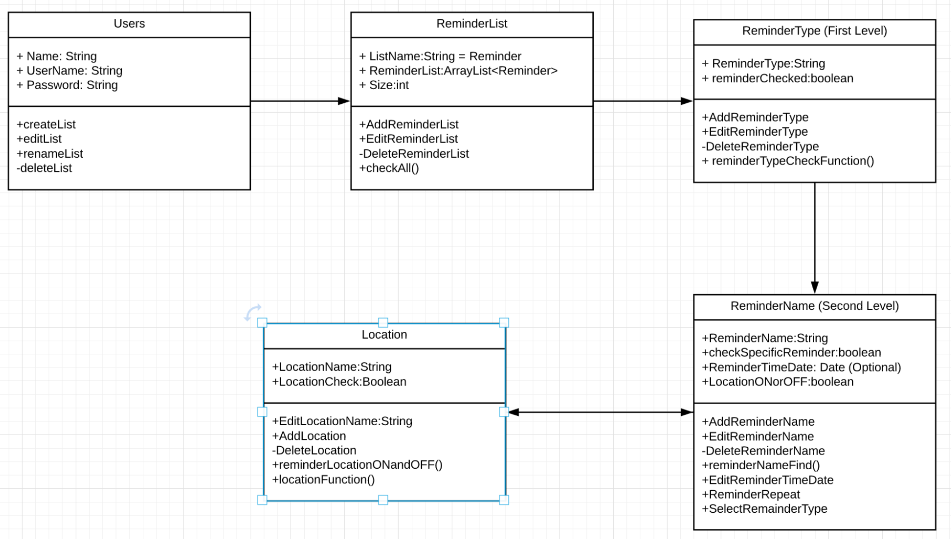 Users
+ Name: String
+ UserName: String
+ Password: String
+createList
+editList
+renameList
-deleteList
ReminderList
+ ListName:String = Reminder
+ ReminderList:ArrayList<Reminder>
+ Size:int
+AddReminderList
+EditReminderList
-DeleteReminderList
+checkAll()
ReminderType (First Level)
+ ReminderType:String
+ reminderChecked:boolean
+AddReminderType
+EditReminderType
-DeleteReminderType
+ reminderTypeCheckFunction()
Location
+LocationName:String
+LocationCheck:Boolean
+EditLocationName:String
+AddLocation
-DeleteLocation
+reminderLocationONandOFF()
+locationFunction()
ReminderName (Second Level)
+ReminderName:String
+checkSpecificReminder:boolean
+ReminderTimeDate: Date (Optional)
+LocationONorOFF:boolean
+AddReminderName
+EditReminderName
-DeleteReminderName
+reminderNameFind()
+EditReminderTimeDate
+ReminderRepeat
+SelectRemainderType